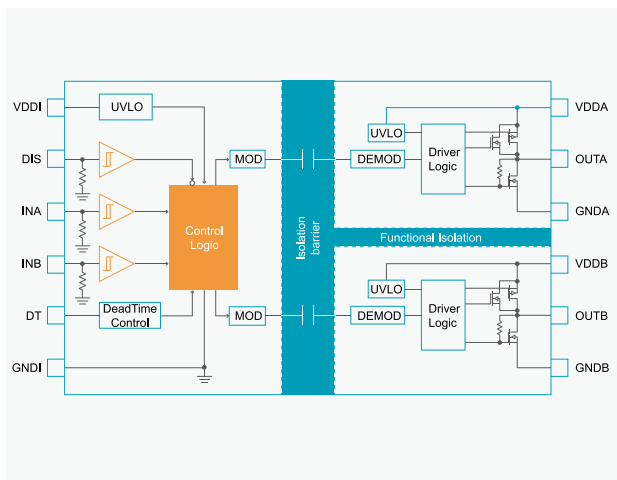 VDDI
UVLO
DIS
INA
INB
DT
DeadTime
Control
GNDI
Control
Logic
MOD
MOD
Isolation
barrier
UVLO
DEMOD
Driver
Logic
VDDA
OUTA
GNDA
Functional Isolation
UVLO
DEMOD
Driver
Logic
VDDB
OUTB
GNDB